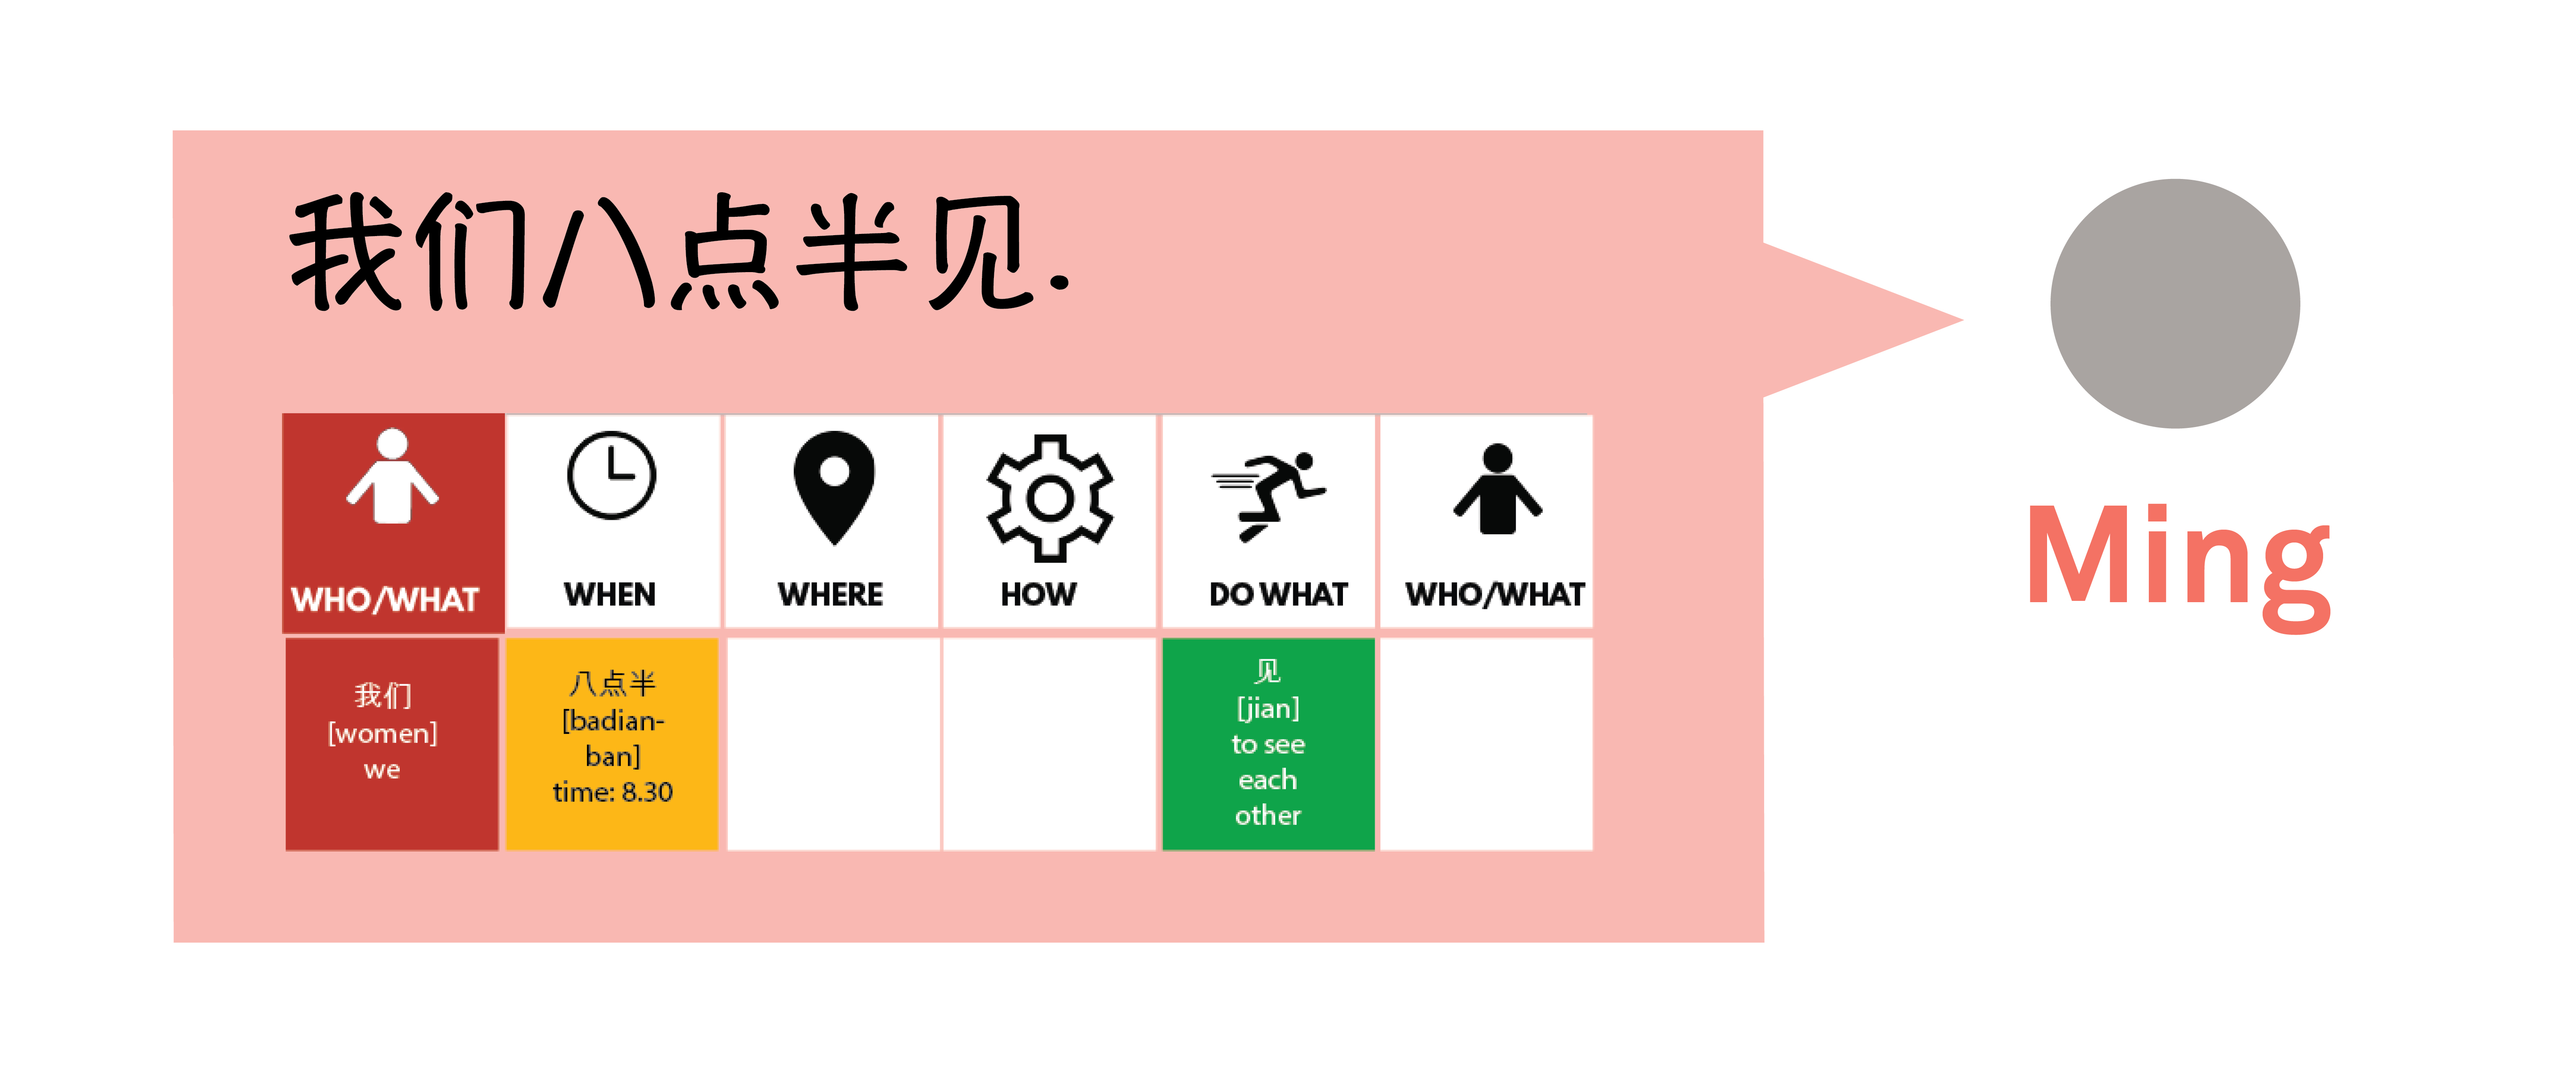 我们八点半见.
WHO/WHAT
WHEN
WHERE
HOW
DO WHAT
WHO/WHAT
我们
[women]
we
八点半
[badian-
ban]
time: 8.30
见
[jian]
to see
each
other
Ming